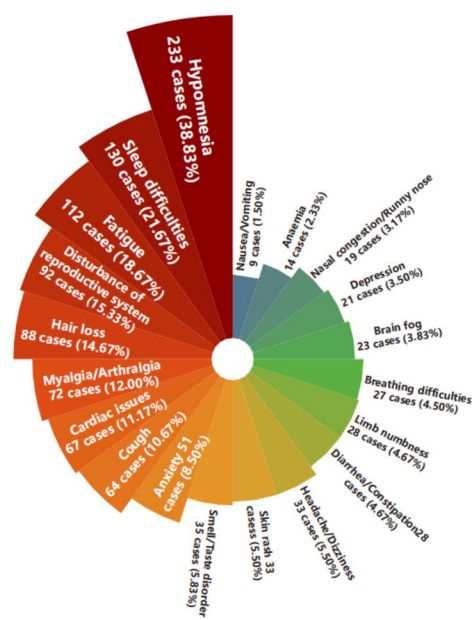 Hypomnesia
233 cases (38.83%)
Sleep difficulties
130 cases (21.67%)
Fatigue
112 cases (18.67%)
Disturbance of
reproductive system
92 cases (15.33%)
Hair loss
88 cases (14.67%)
Myalgia/Arthralgia
72 cases (12.00%)
Cardiac issues
67 cases (11.17%)
Cough
64 cases (10.67%)
Anxiety 51
cases (8.50%)
Smell/Taste disorder
35 cases (5.83%)
Skin rash 33
casess (5.50%)
Headache/Dizziness
33 cases (5.50%)
Diarrhea/Constipation28
cases (4.67%)
Limb numbness
28 cases (4.67%)
Breathing difficulties
27 cases (4.50%)
Brain fog
23 cases (3.83%)
Depression
21 cases (3.50%)
Nasal congestion/Runny nose
19 cases (3.17%)
Anaemia
14 cases (2.33%)
Nausea/Vomiting
9 cases (1.50%)